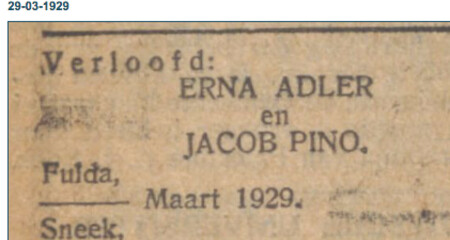 29-03-1929
Verloofd:
ERNA ADLER
en
JACOB PINO.
Fulda,
Maart 1929.
Sneek,